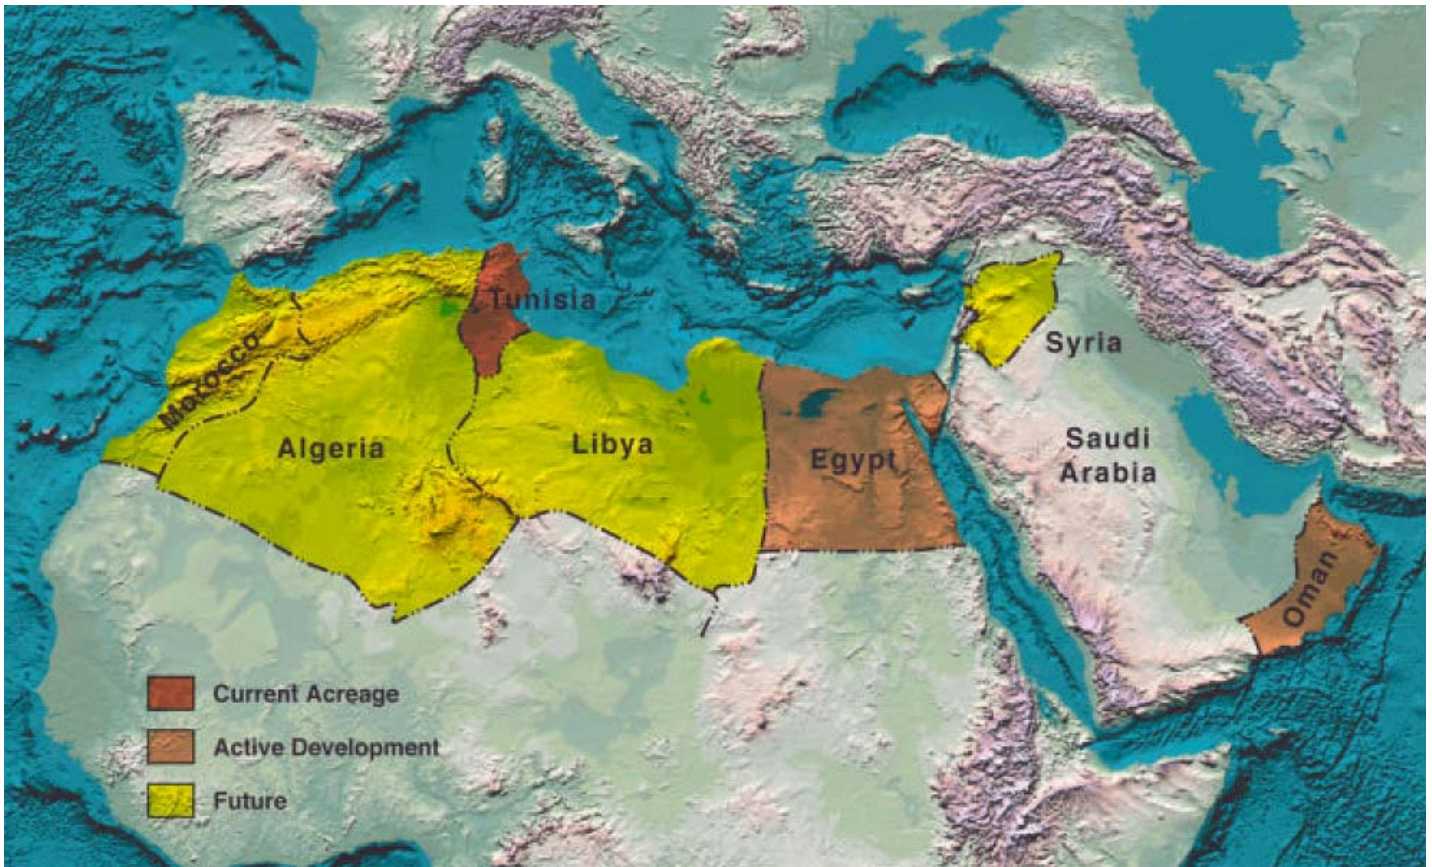 Tunisia
Syria
Morocco
Algeria
Libya
Egypt
Saudi
Arabia
Oman
Current Acreage
Active Development
Future